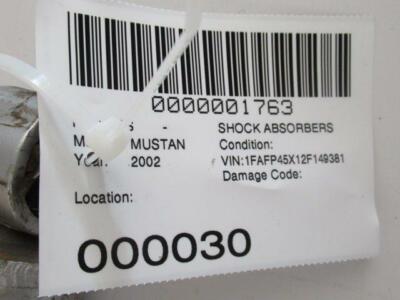 0000001763
SHOCK ABSORBERS
MUSTAN Condition:
2002 VIN:1FAFP45X12F149381
Damage Code:
Location:
000030